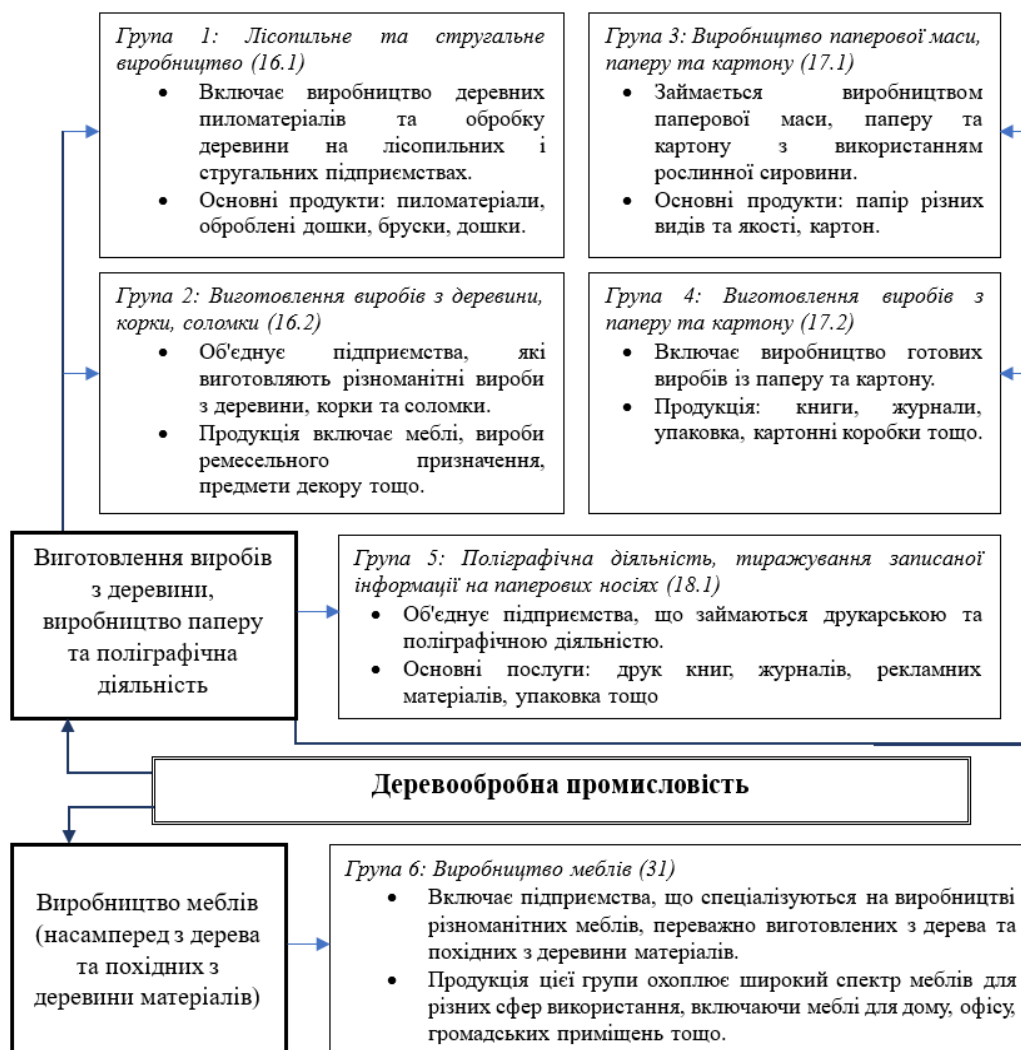 Група 1: Лісопильне та стругальне
виробництво (16.1)
• Включає виробництво деревних
пиломатеріалів та обробку
деревини на лісопильних і
стругальних підприємствах.
• Основні продукти: пиломатеріали,
оброблені дошки, бруски, дошки.
Група 3: Виробництво паперової маси,
паперу та картону (17.1)
• Займається виробництвом
паперової маси, паперу та
картону з використанням
рослинної сировини.
• Основні продукти: папір різних
видів та якості, картон.
Група 2: Виготовлення виробів з деревини,
корки, соломки (16.2)
• Об'єднує підприємства, які
виготовляють різноманітні вироби
з деревини, корки та соломки.
• Продукція включає меблі, вироби
ремесельного призначення,
предмети декору тощо.
Група 4: Виготовлення виробів з
паперу та картону (17.2)
• Включає виробництво готових
виробів із паперу та картону.
• Продукція: книги, журнали,
упаковка, картонні коробки тощо.
Виготовлення виробів
з деревини,
виробництво паперу
та поліграфічна
діяльність
Група 5: Поліграфічна діяльність, тиражування записаної
інформації на паперових носіях (18.1)
• Об'єднує підприємства, що займаються друкарською та
поліграфічною діяльністю.
• Основні послуги: друк книг, журналів, рекламних
матеріалів, упаковка тощо
Деревообробна промисловість
Виробництво меблів
(насамперед з дерева
та похідних з
деревини матеріалів)
Група 6: Виробництво меблів (31)
• Включає підприємства, що спеціалізуються на виробництві
різноманітних меблів, переважно виготовлених з дерева та
похідних з деревини матеріалів.
• Продукція цієї групи охоплює широкий спектр меблів для
різних сфер використання, включаючи меблі для дому, офісу,
громадських приміщень тощо.